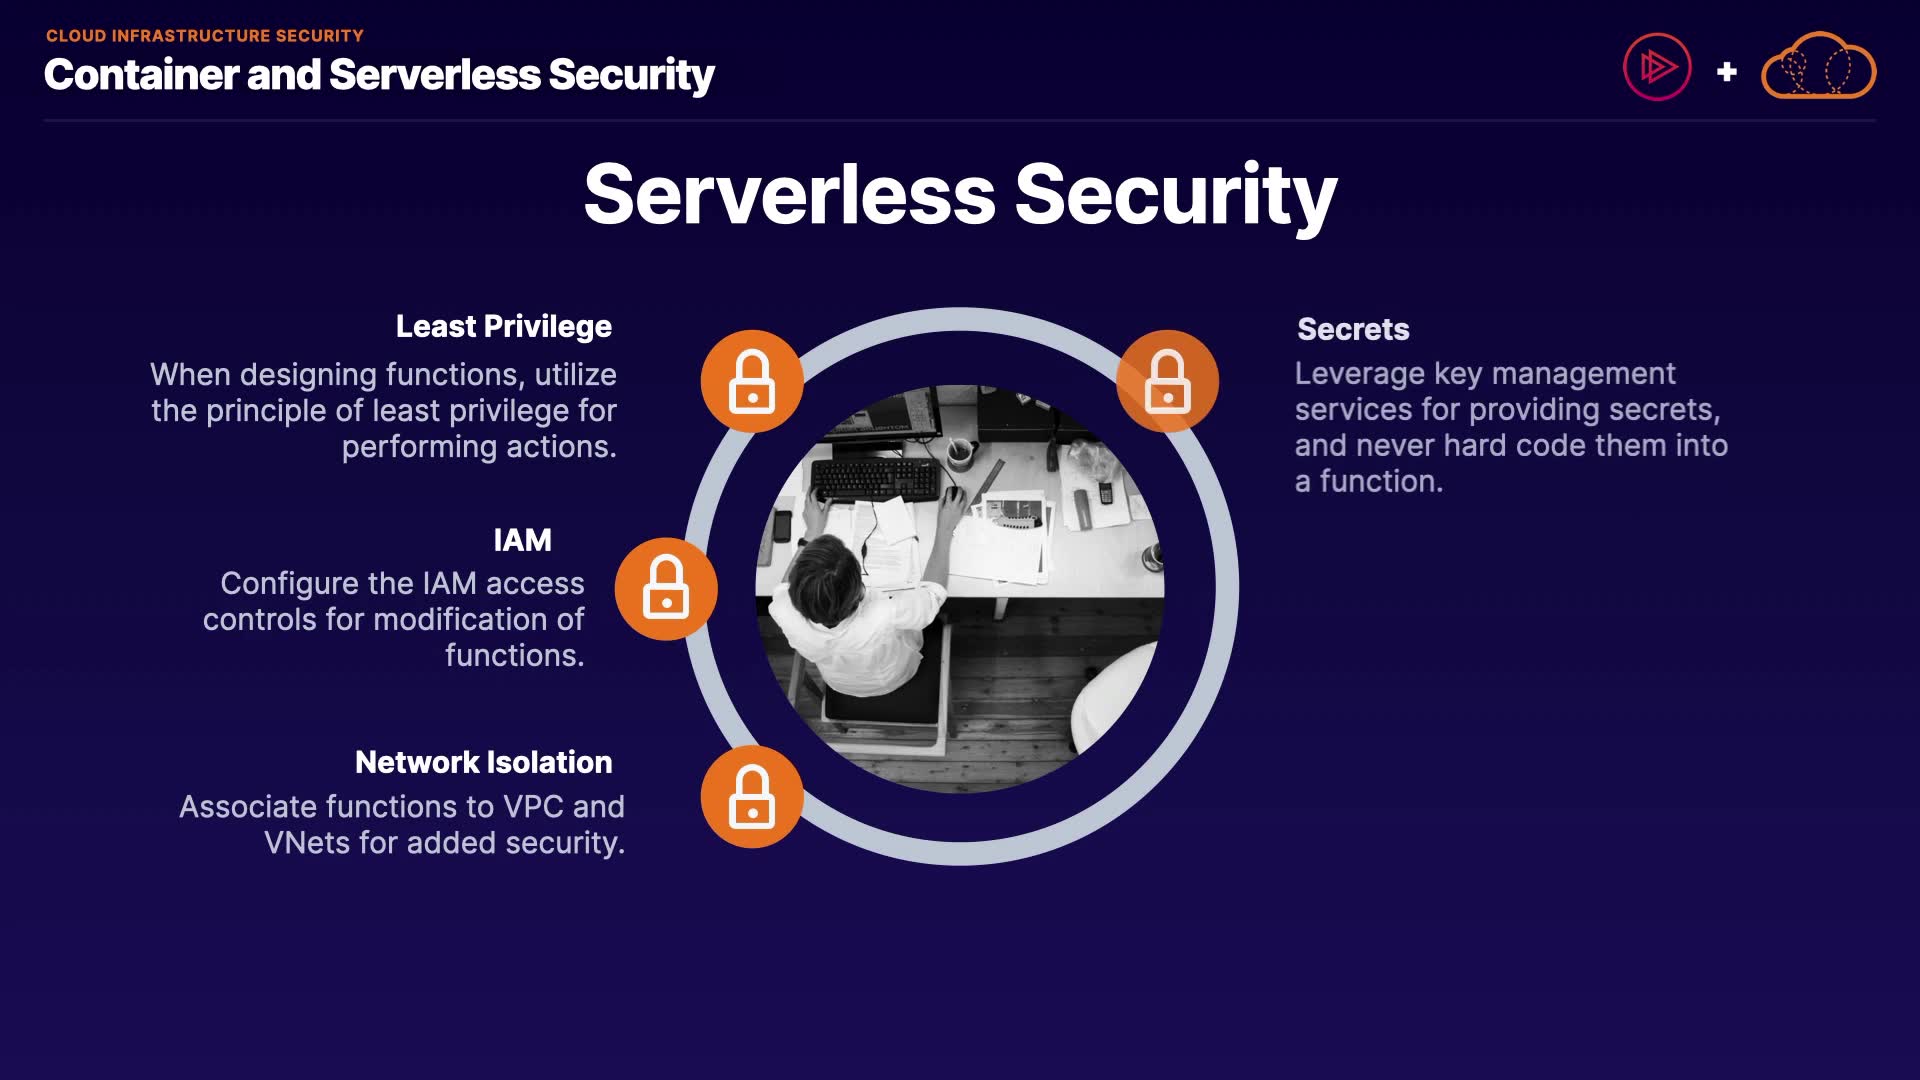 CLOUD INFRASTRUCTURE SECURITY
Container and Serverless Security
Serverless Security
Least Privilege
When designing functions, utilize
the principle of least privilege for
performing actions.
IAM
Configure the IAM access
controls for modification of
functions.
Network Isolation
Associate functions to VPC and
VNets for added security.
Secrets
Leverage key management
services for providing secrets,
and never hard code them into
a function.